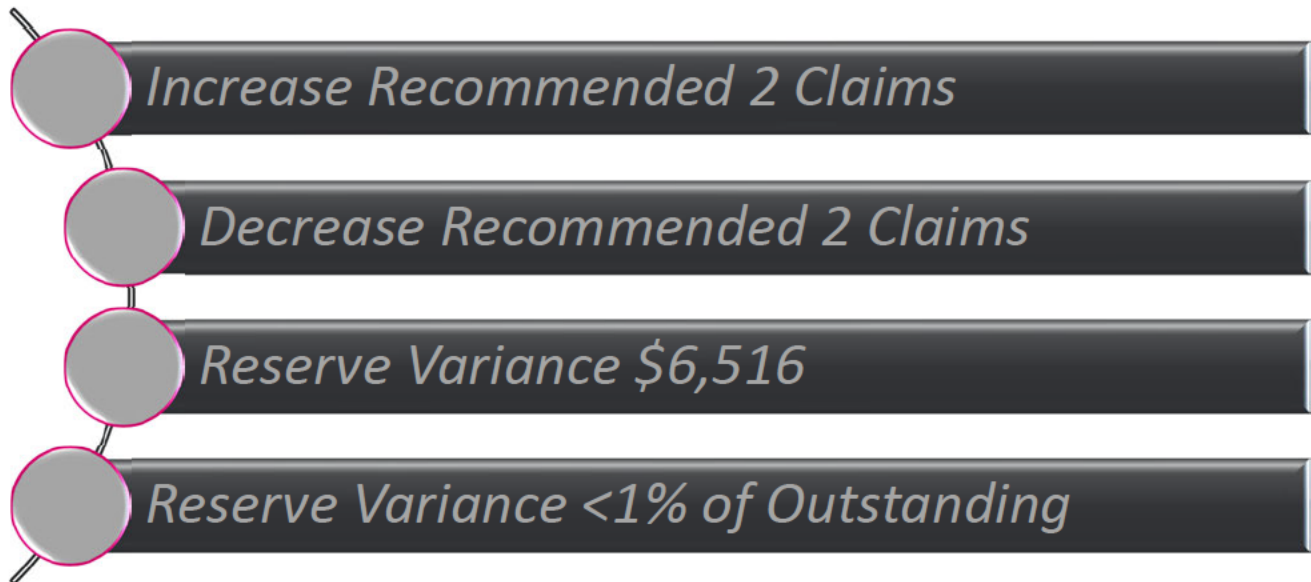 Increase Recommended 2 Claims
Decrease Recommended 2 Claims
Reserve Variance $6,516
Reserve Variance <1% of Outstanding